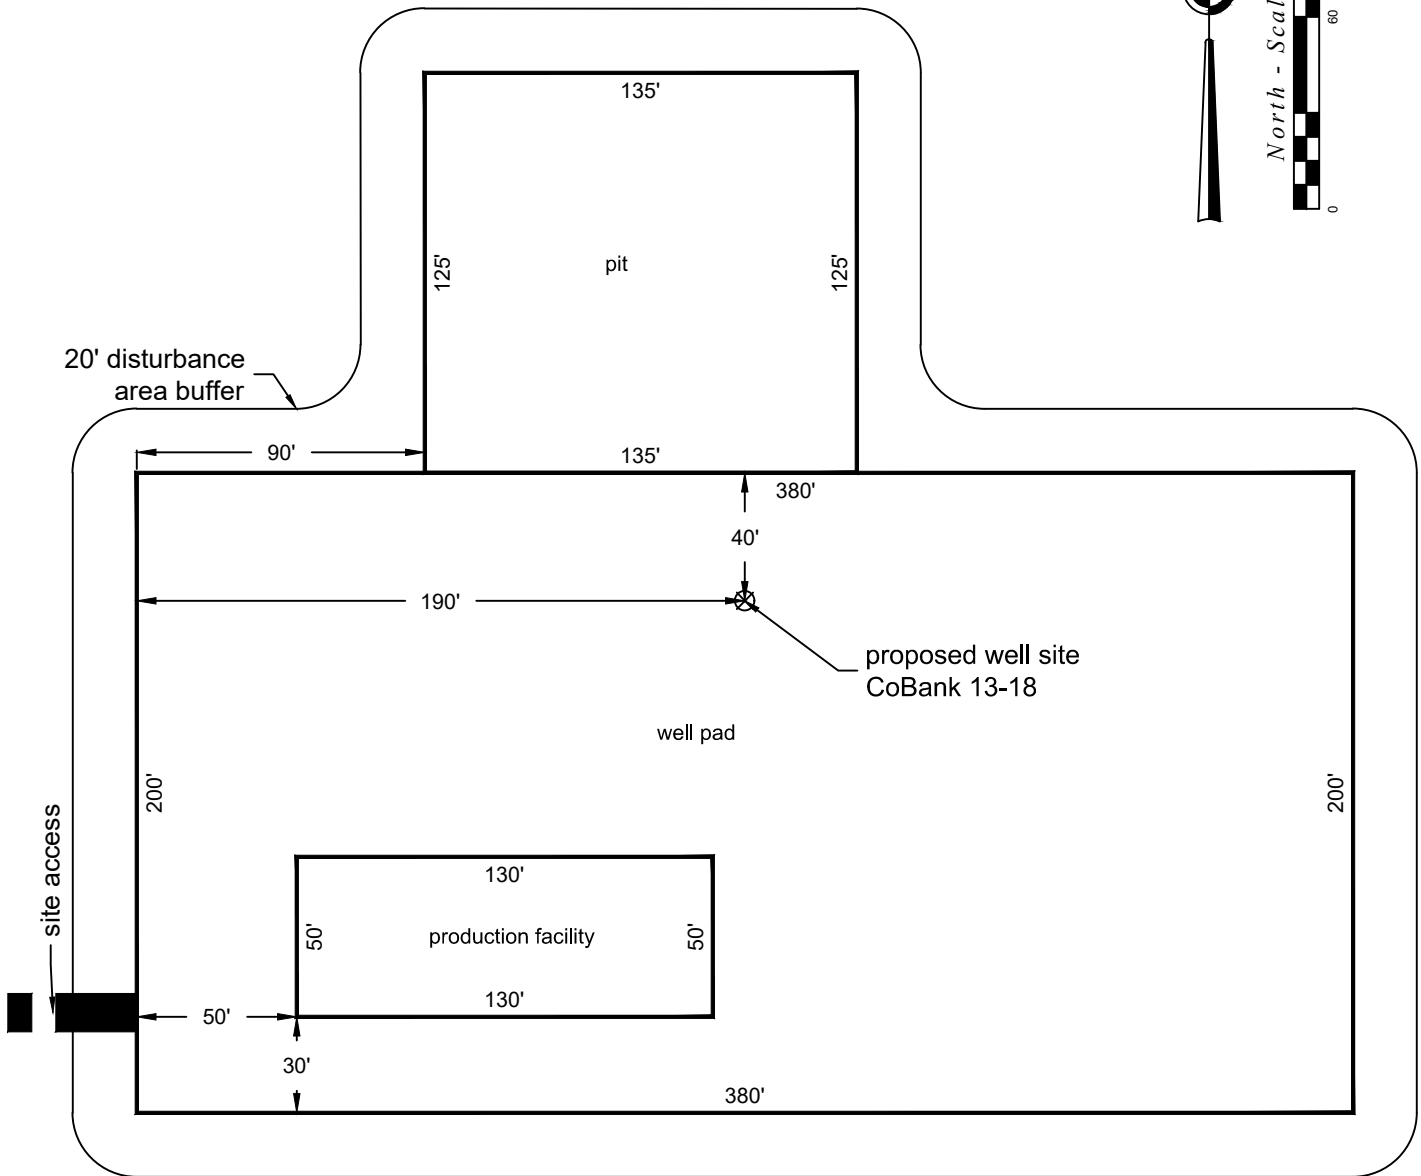 North - Scal
60
0
135'
125'
pit
125'
20' disturbance
area buffer
90'
135'
380'
40'
190'
proposed well site
CoBank 13-18
well pad
200'
200'
site access
130'
50'
production facility
50'
130'
50'
30'
380'